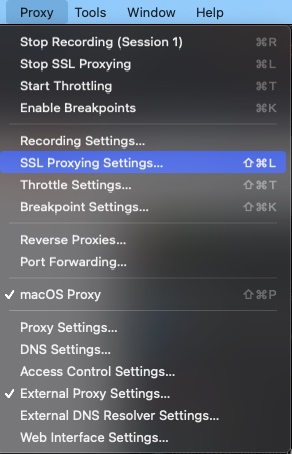 Proxy Tools Window Help
Stop Recording (Session 1) ⌘R
Stop SSL Proxying ⌘L
Start Throttling ⌘T
Enable Breakpoints ⌘K
Recording Settings...
SSL Proxying Settings... ⇧⌘L
Throttle Settings... ⇧⌘T
Breakpoint Settings... ⇧⌘K
Reverse Proxies...
Port Forwarding...
✓ macOS Proxy ⇧⌘P
Proxy Settings...
DNS Settings...
Access Control Settings...
✓ External Proxy Settings...
External DNS Resolver Settings...
Web Interface Settings...